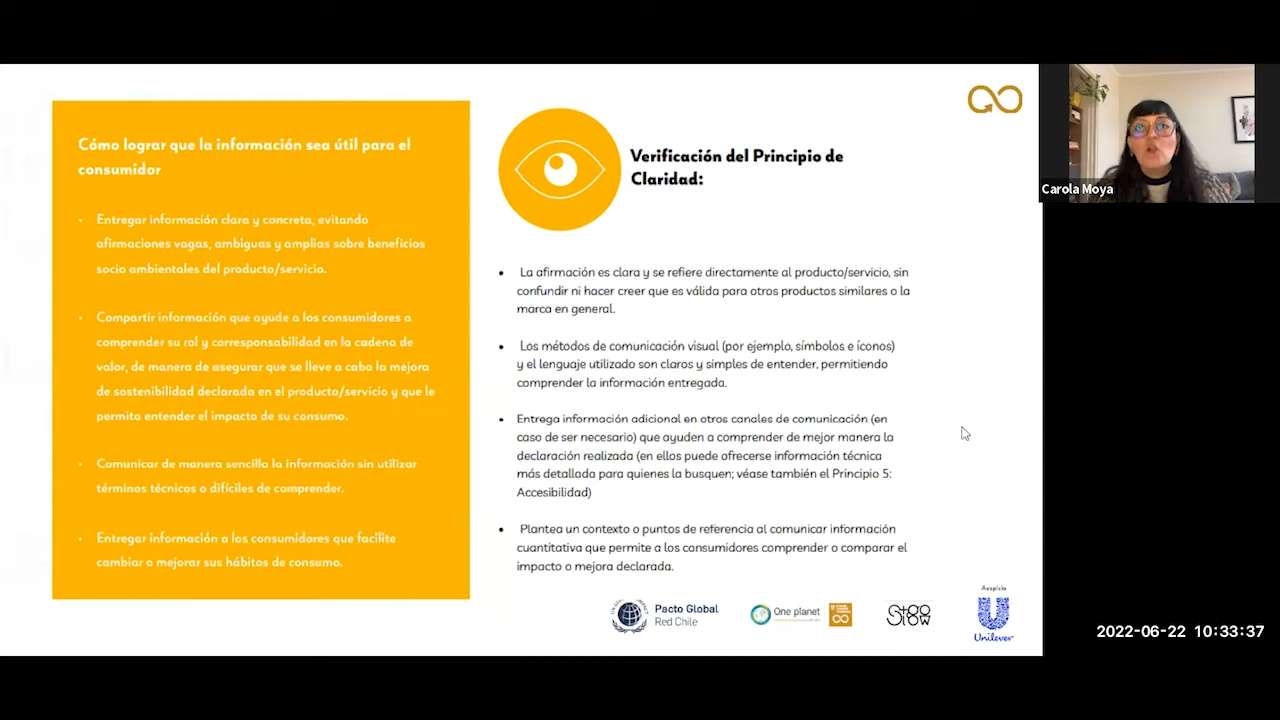 Cómo lograr que la información sea útil para el
consumidor
• Entregar información clara y concreta, evitando
afirmaciones vagas, ambiguas y amplias sobre beneficios
socio ambientales del producto/servicio.
• Compartir información que ayude a los consumidores a
comprender su rol y corresponsabilidad en la cadena de
valor, de manera de asegurar que se lleve a cabo la mejora
de sostenibilidad declarada en el producto/servicio y que le
permita entender el impacto de su consumo.
• Comunicar de manera sencilla la información sin utilizar
términos técnicos o difíciles de comprender.
• Entregar información a los consumidores que facilite
cambiar o mejorar sus hábitos de consumo.
Verificación del Principio de
Claridad:
• La afirmación es clara y se refiere directamente al producto/servicio, sin
confundir ni hacer creer que es válida para otros productos similares o la
marca en general.
• Los métodos de comunicación visual (por ejemplo, símbolos e íconos)
y el lenguaje utilizado son claros y simples de entender, permitiendo
comprender la información entregada.
• Entrega información adicional en otros canales de comunicación (en
caso de ser necesario) que ayuden a comprender de mejor manera la
declaración realizada (en ellos puede ofrecerse información técnica
más detallada para quienes la busquen; véase también el Principio 5:
Accesibilidad)
• Plantea un contexto o puntos de referencia al comunicar información
cuantitativa que permite a los consumidores comprender o comparar el
impacto o mejora declarada.
Pacto Global
Red Chile
One planet
Auspicia
Unilever
Carola Moya
2022-06-22 10:33:37